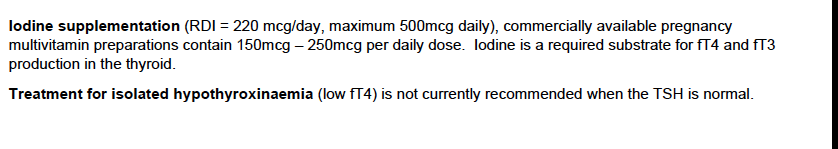 Iodine supplementation (RDI = 220 mcg/day, maximum 500mcg daily), commercially available pregnancy
multivitamin preparations contain 150mcg – 250mcg per daily dose.  Iodine is a required substrate for fT4 and fT3
production in the thyroid.
Treatment for isolated hypothyroxinaemia (low fT4) is not currently recommended when the TSH is normal.